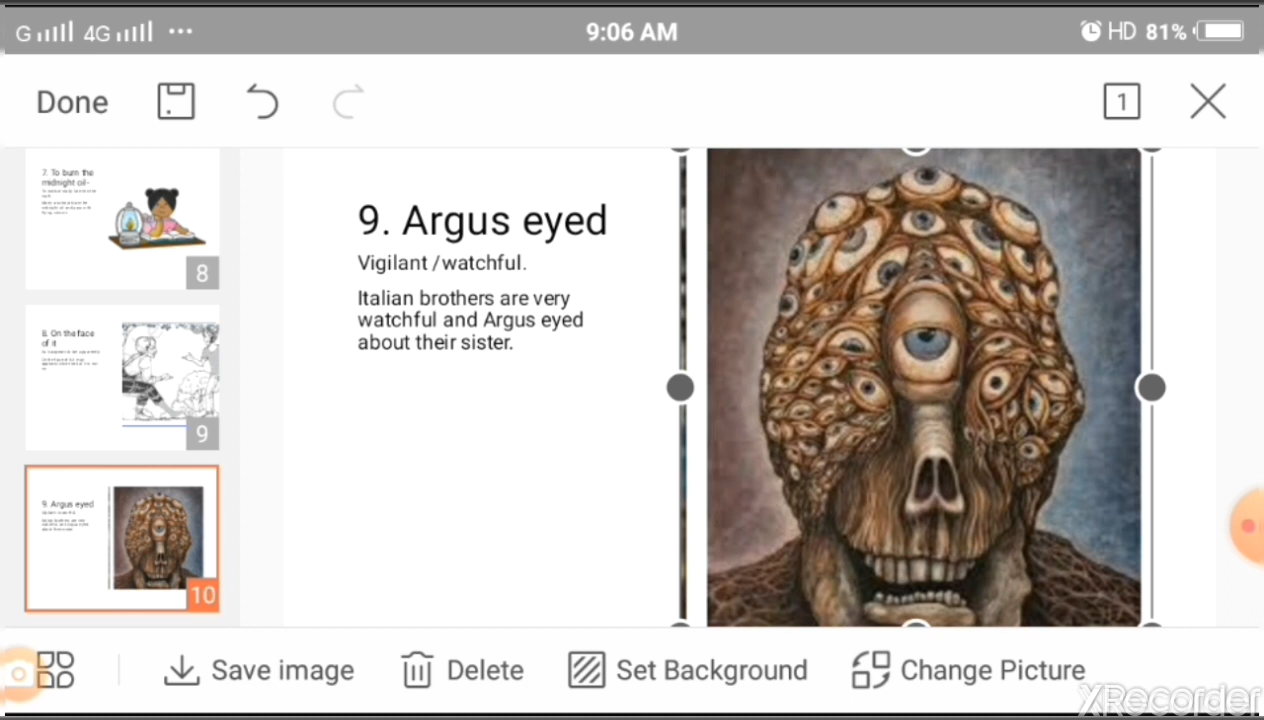 G 4G ... 9:06 AM HD 81%
Done 1
7. To burn the
midnight oil-
8
8. On the face
of it
9
9. Argus eyed
10
9. Argus eyed
Vigilant /watchful.
Italian brothers are very
watchful and Argus eyed
about their sister.
Save image Delete Set Background Change Picture
XRecorder